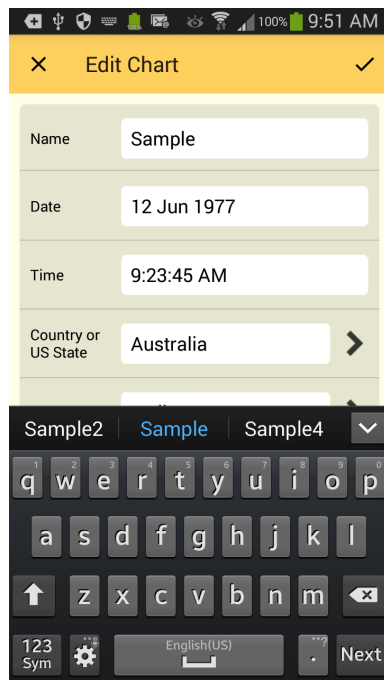 100% 9:51 AM
Edit Chart
Name Sample
Date 12 Jun 1977
Time 9:23:45 AM
Country or
US State Australia
Sample2 Sample Sample4
1 2 3 4 5 6 7 8 9 0
q w e r t y u i o p
a s d f g h j k l
z x c v b n m
123
Sym English(US) . Next